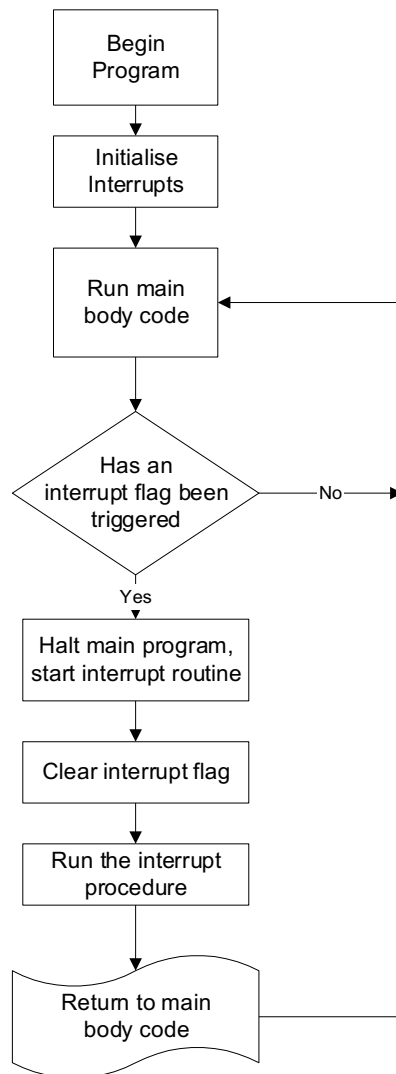 Begin
Program
Initialise
Interrupts
Run main
body code
Has an
interrupt flag been
triggered
No
Yes
Halt main program,
start interrupt routine
Clear interrupt flag
Run the interrupt
procedure
Return to main
body code